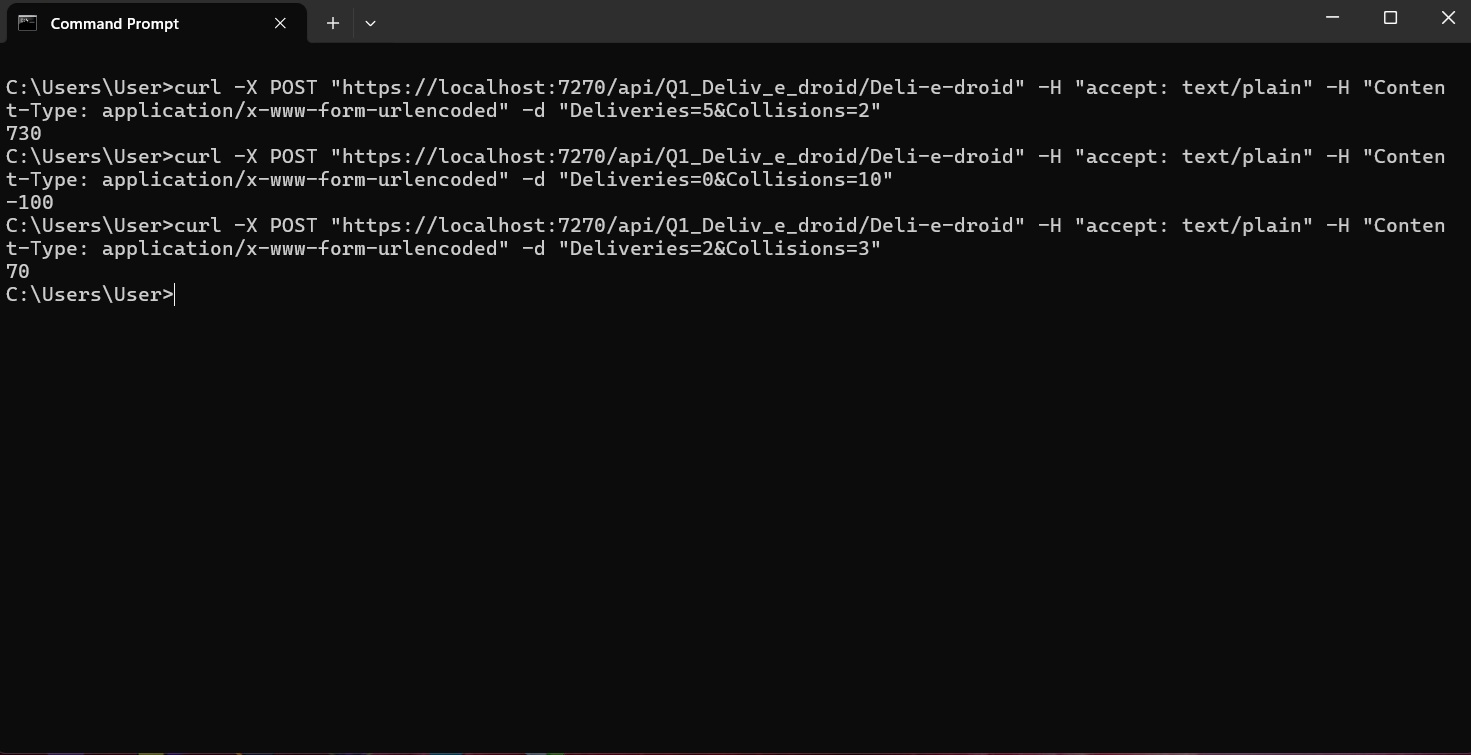 Command Prompt
C:\Users\User>curl -X POST "https://localhost:7270/api/Q1_Deliv_e_droid/Deli-e-droid" -H "accept: text/plain" -H "Conten
t-Type: application/x-www-form-urlencoded" -d "Deliveries=5&Collisions=2"
730
C:\Users\User>curl -X POST "https://localhost:7270/api/Q1_Deliv_e_droid/Deli-e-droid" -H "accept: text/plain" -H "Conten
t-Type: application/x-www-form-urlencoded" -d "Deliveries=0&Collisions=10"
-100
C:\Users\User>curl -X POST "https://localhost:7270/api/Q1_Deliv_e_droid/Deli-e-droid" -H "accept: text/plain" -H "Conten
t-Type: application/x-www-form-urlencoded" -d "Deliveries=2&Collisions=3"
70
C:\Users\User>